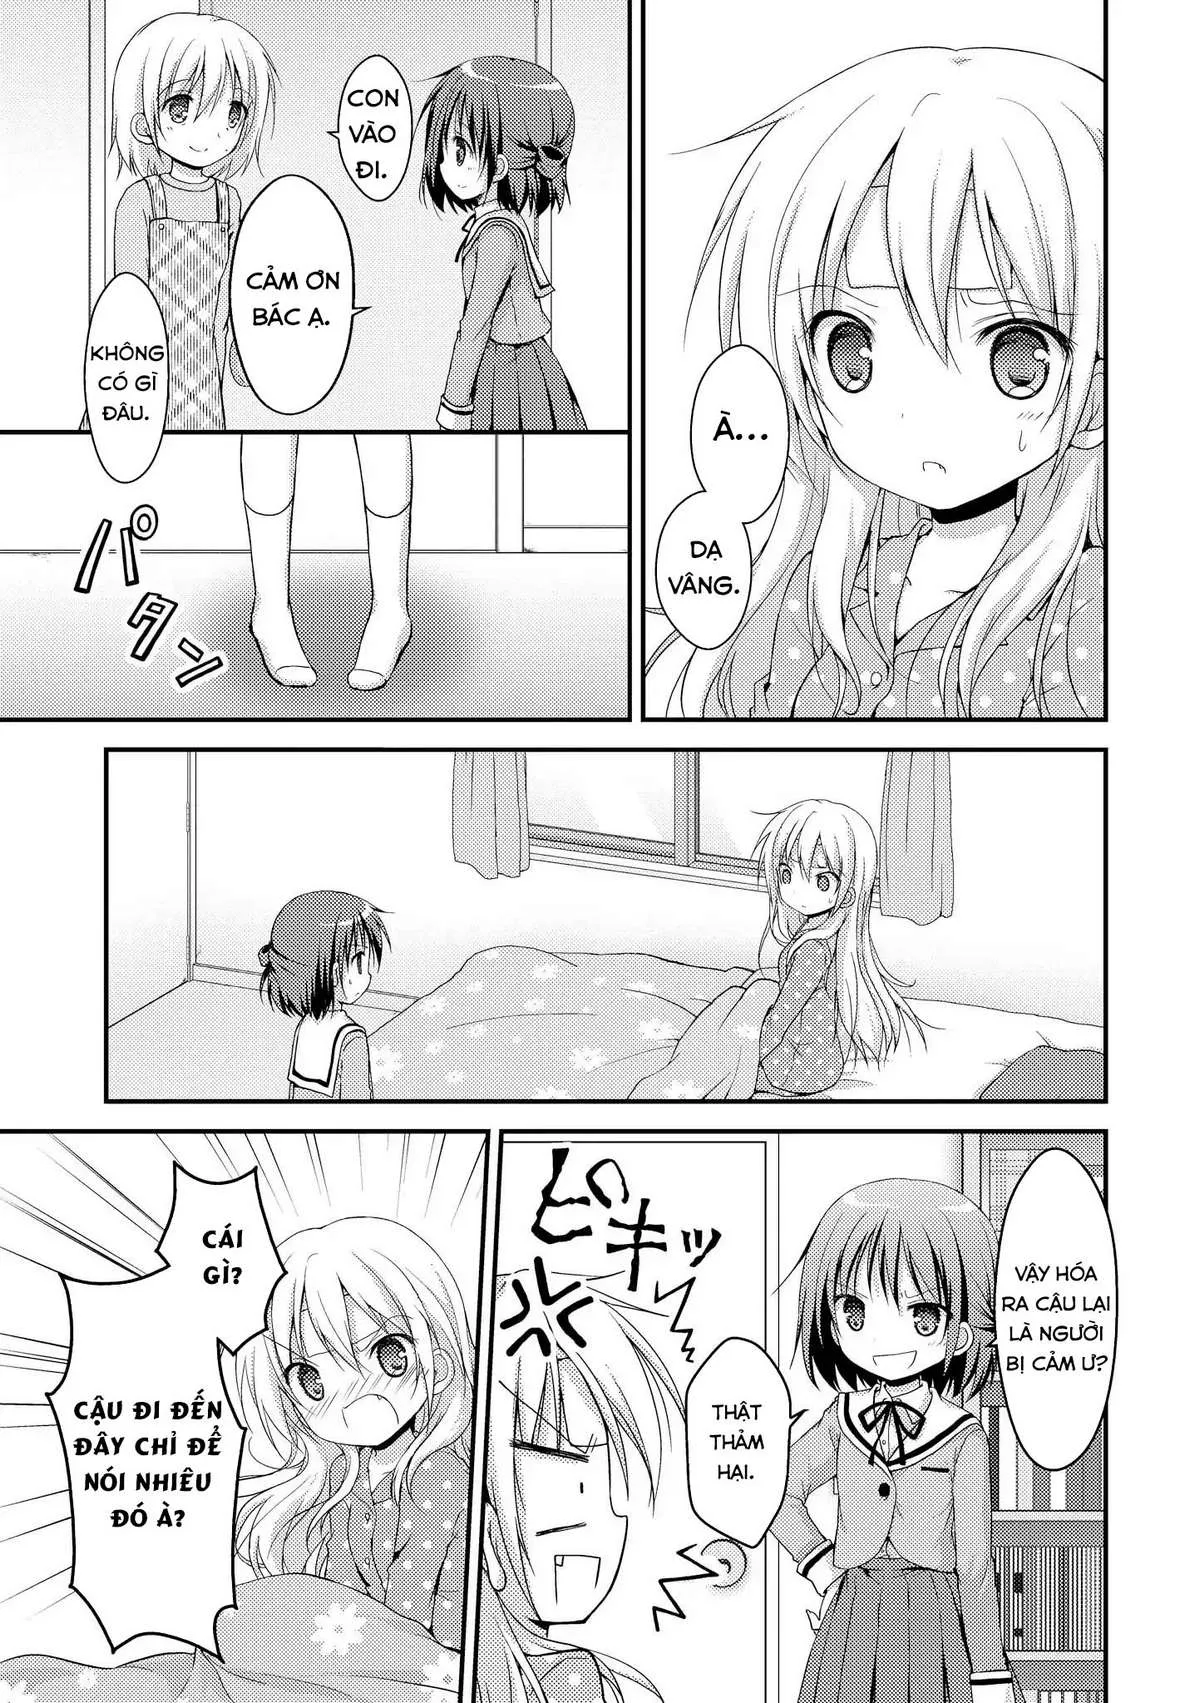 À...
DẠ
VÂNG.
CON
VÀO
ĐI.
CẢM ƠN
BÁC Ạ.
KHÔNG
CÓ GÌ
ĐÂU.
パタン
VẬY HÓA
RA CẬU LẠI
LÀ NGƯỜI
BỊ CẢM Ư?
THẬT
THẢM
HẠI.
ピキッ
CÁI
GÌ?
CẬU ĐI ĐẾN
ĐÂY CHỈ ĐỂ
NÓI NHIÊU
ĐÓ À?